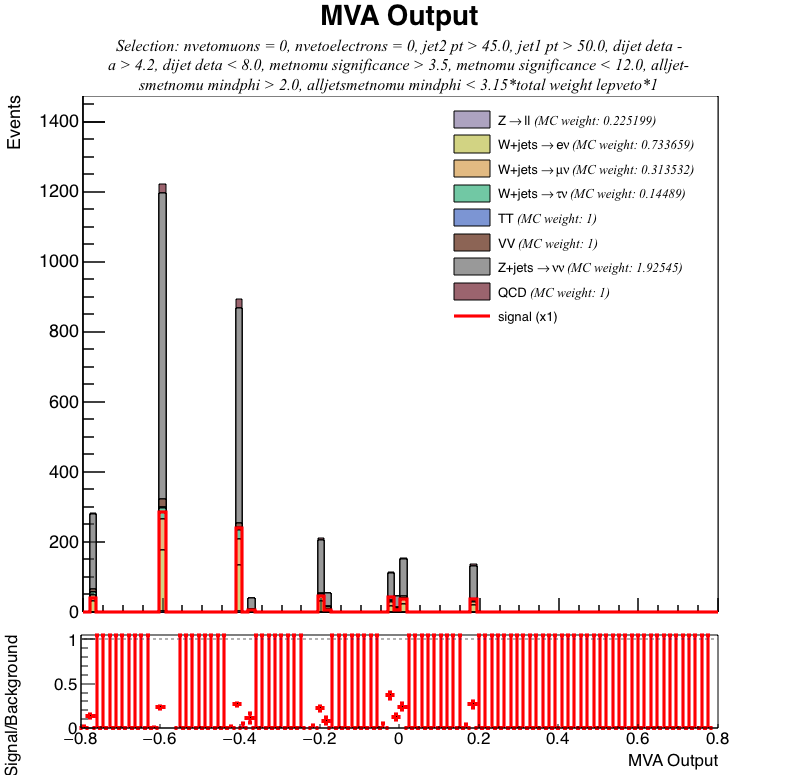 MVA Output
Selection: nvetomuons = 0, nvetoelectrons = 0, jet2 pt > 45.0, jet1 pt > 50.0, dijet deta -
a > 4.2, dijet deta < 8.0, metnomu significance > 3.5, metnomu significance < 12.0, alljet-
smetnomu mindphi > 2.0, alljetsmetnomu mindphi < 3.15*total weight lepveto*1
Events
1400
1200
1000
800
600
400
200
0
Z→ll (MC weight: 0.225199)
W+jets →eν (MC weight: 0.733659)
W+jets →μν (MC weight: 0.313532)
W+jets →τν (MC weight: 0.14489)
TT (MC weight: 1)
VV (MC weight: 1)
Z+jets →νν (MC weight: 1.92545)
QCD (MC weight: 1)
signal (x1)
Signal/Background
1
0.5
0
−0.8 −0.6 −0.4 −0.2 0 0.2 0.4 0.6 0.8
MVA Output